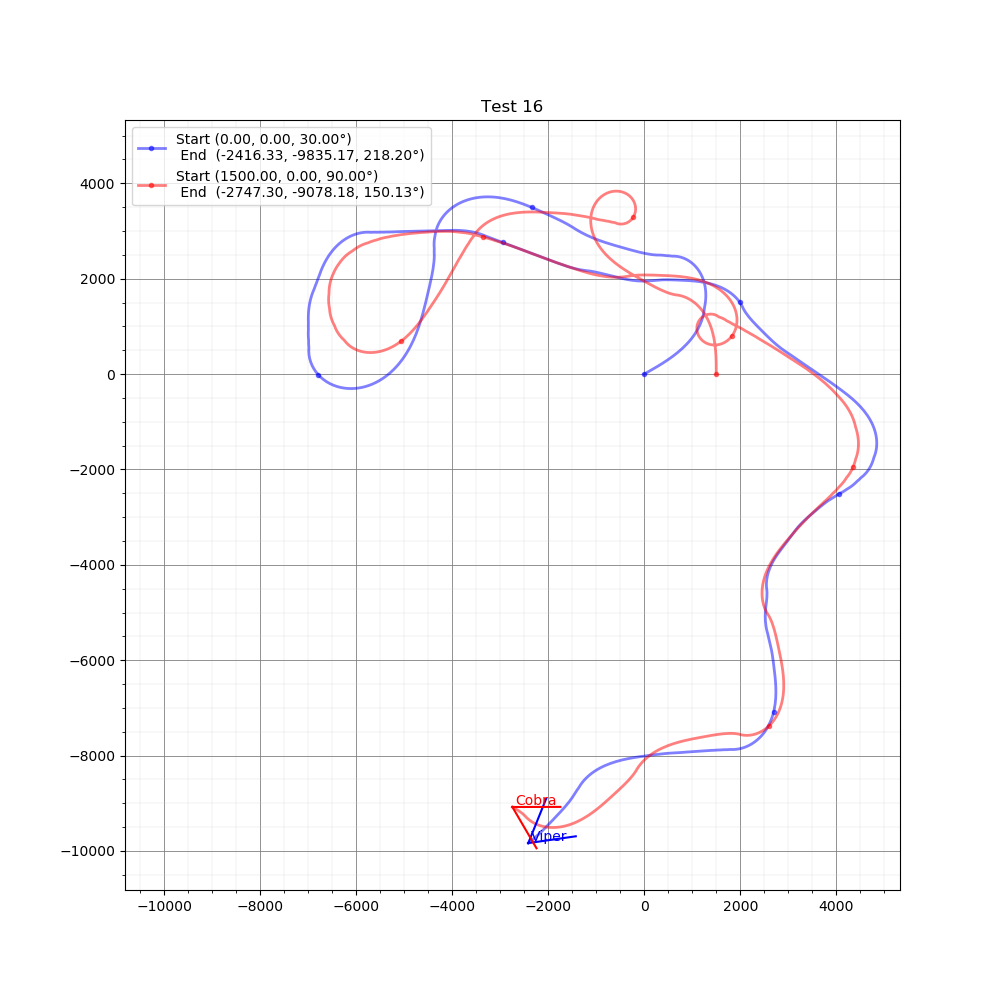 Test 16
Start (0.00, 0.00, 30.00°)
End (-2416.33, -9835.17, 218.20°)
Start (1500.00, 0.00, 90.00°)
End (-2747.30, -9078.18, 150.13°)
4000
2000
0
−2000
−4000
−6000
−8000
−10000
Cobra
Viper
−10000 −8000 −6000 −4000 −2000 0 2000 4000